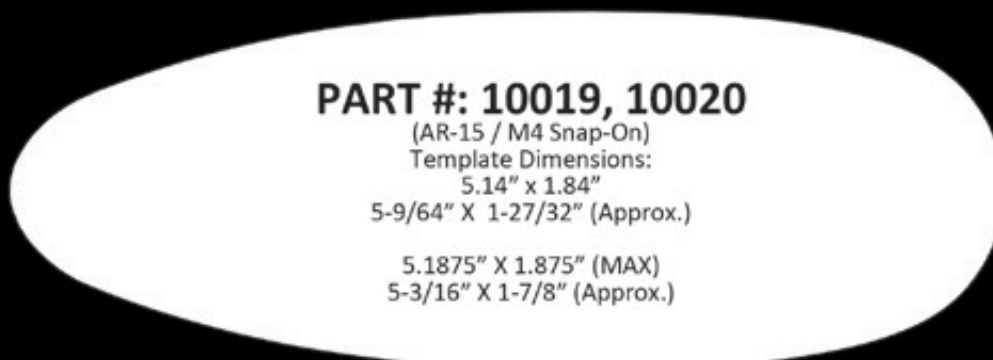 PART #: 10019, 10020
(AR-15 / M4 Snap-On)
Template Dimensions:
5.14” x 1.84”
5-9/64” X  1-27/32” (Approx.)
5.1875” X 1.875” (MAX)
5-3/16” X 1-7/8” (Approx.)